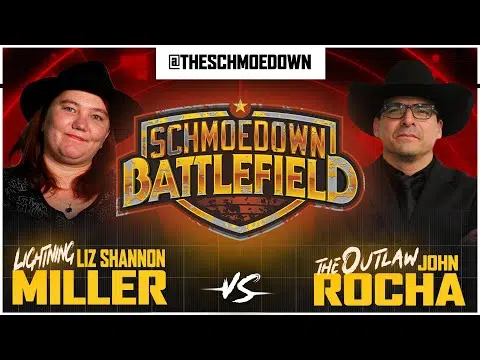 @THESCHMOEDOWN
SCHMOEDOWN
BATTLEFIELD
LIGHTNING LIZ SHANNON
MILLER
VS
THE OUTLAW JOHN
ROCHA